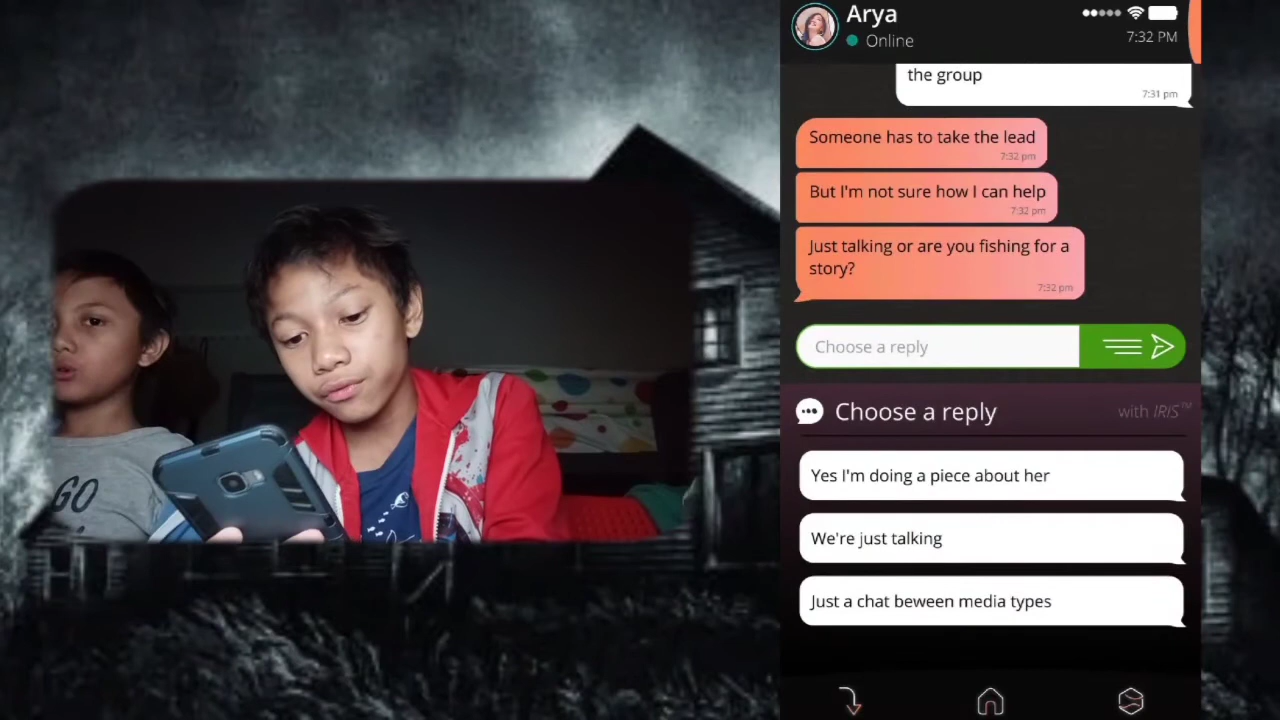 Arya
Online
7:32 PM
the group
7:31 pm
Someone has to take the lead
7:32 pm
But I'm not sure how I can help
7:32 pm
Just talking or are you fishing for a
story?
7:32 pm
Choose a reply
Choose a reply
with IRIS™
Yes I'm doing a piece about her
We're just talking
Just a chat beween media types
GO